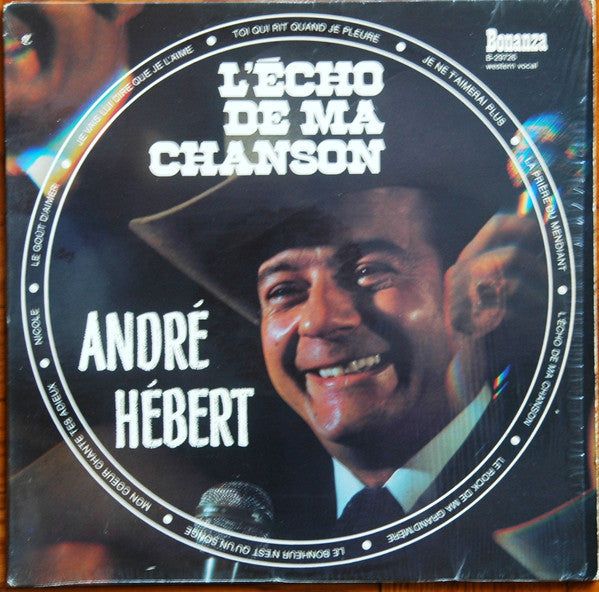 Bonanza
B-29726
western vocal
L'ÉCHO
DE MA
CHANSON
ANDRÉ
HÉBERT
TOI QUI RIT QUAND JE PLEURE
JE NE T'AIMERAI PLUS
LA PRIÈRE DU MENDIANT
L'ÉCHO DE MA CHANSON
LE ROCK DE MA GRAND'MÈRE
LE BONHEUR N'EST QU'UN SONGE
MON COEUR CHANTE TES ADIEUX
NICOLE
LE GOÛT D'AIMER
JE VAIS LUI DIRE QUE JE L'AIME